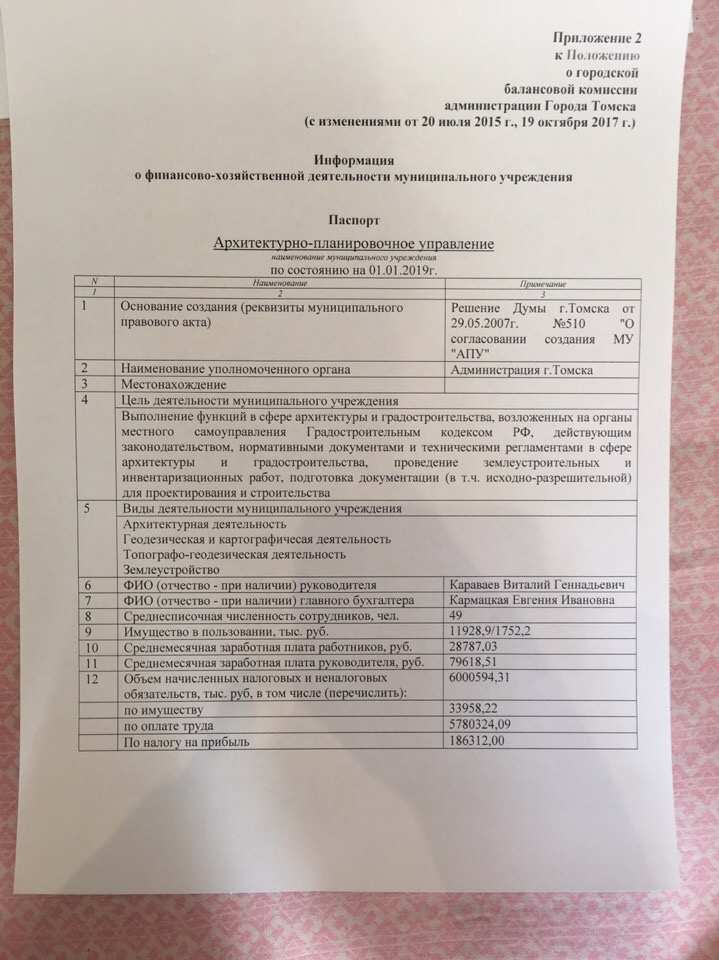 Приложение 2
к Положению
о городской
балансовой комиссии
администрации Города Томска
(с изменениями от 20 июля 2015 г., 19 октября 2017 г.)
Информация
о финансово-хозяйственной деятельности муниципального учреждения
Паспорт
Архитектурно-планировочное управление
наименование муниципального учреждения
по состоянию на 01.01.2019г.
N Наименование Примечание
1 2 3
1 Основание создания (реквизиты муниципального Решение Думы г.Томска от
правового акта) 29.05.2007г. №510 "О
согласовании создания МУ
"АПУ"
2 Наименование уполномоченного органа Администрация г.Томска
3 Местонахождение
4 Цель деятельности муниципального учреждения
Выполнение функций в сфере архитектуры и градостроительства, возложенных на органы
местного самоуправления Градостроительным кодексом РФ, действующим
законодательством, нормативными документами и техническими регламентами в сфере
архитектуры и градостроительства, проведение землеустроительных и
инвентаризационных работ, подготовка документации (в т.ч. исходно-разрешительной)
для проектирования и строительства
5 Виды деятельности муниципального учреждения
Архитектурная деятельность
Геодезическая и картографичесая деятельность
Топографо-геодезическая деятельность
Землеустройство
6 ФИО (отчество - при наличии) руководителя Караваев Виталий Геннадьевич
7 ФИО (отчество - при наличии) главного бухгалтера Кармацкая Евгения Ивановна
8 Среднесписочная численность сотрудников, чел. 49
9 Имущество в пользовании, тыс. руб. 11928,9/1752,2
10 Среднемесячная заработная плата работников, руб. 28787,03
11 Среднемесячная заработная плата руководителя, руб. 79618,51
12 Объем начисленных налоговых и неналоговых 6000594,31
обязательств, тыс. руб, в том числе (перечислить):
по имуществу 33958,22
по оплате труда 5780324,09
По налогу на прибыль 186312,00